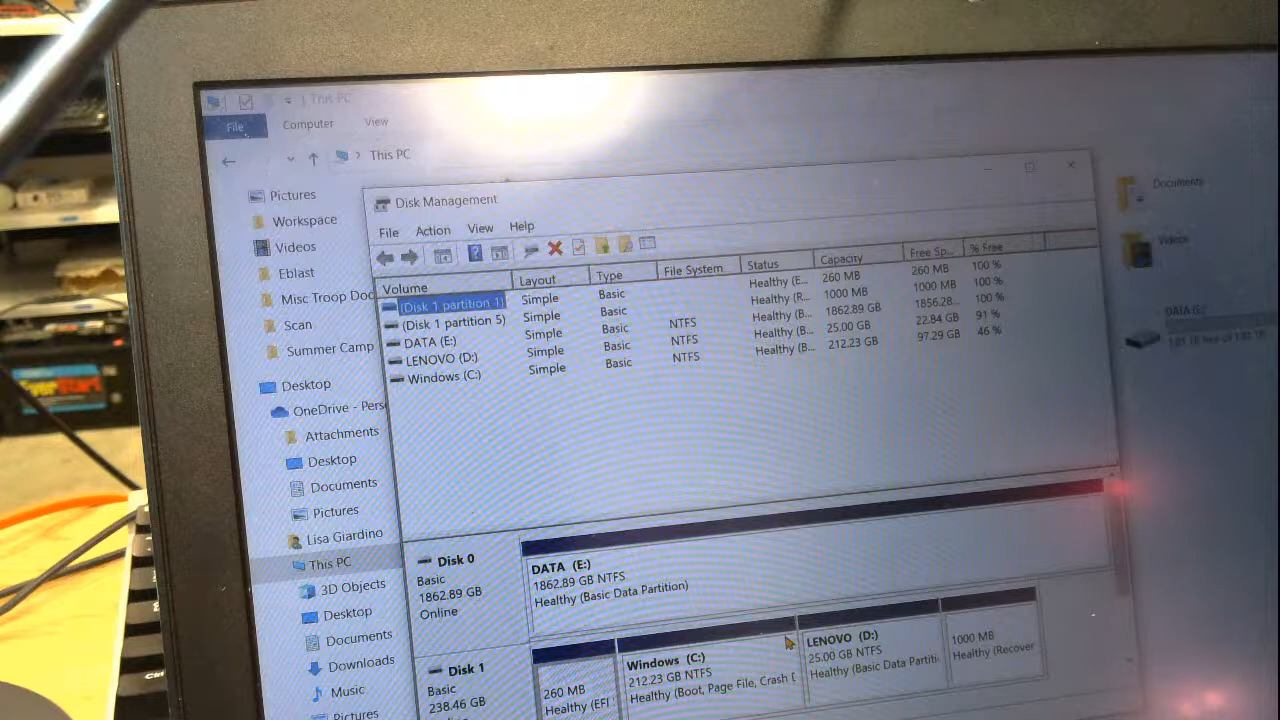 This PC
File
Computer
View
This PC
Pictures
Workspace
Videos
Eblast
Misc Troop Doc
Scan
Summer Camp
Desktop
OneDrive - Pers
Attachments
Desktop
Documents
Pictures
Lisa Giardino
This PC
3D Objects
Desktop
Documents
Downloads
Music
Pictures
Disk Management
File Action View Help
Volume Layout Type File System Status Capacity Free Sp... % Free
(Disk 1 partition 1) Simple Basic Healthy (E... 260 MB 260 MB 100 %
(Disk 1 partition 5) Simple Basic Healthy (R... 1000 MB 1000 MB 100 %
DATA (E:) Simple Basic NTFS Healthy (B... 1862.89 GB 1856.28... 100 %
LENOVO (D:) Simple Basic NTFS Healthy (B... 25.00 GB 22.84 GB 91 %
Windows (C:) Simple Basic NTFS Healthy (B... 212.23 GB 97.29 GB 46 %
Disk 0
Basic
1862.89 GB
Online
DATA (E:)
1862.89 GB NTFS
Healthy (Basic Data Partition)
Disk 1
Basic
238.46 GB
260 MB
Healthy (EFI
Windows (C:)
212.23 GB NTFS
Healthy (Boot, Page File, Crash D
LENOVO (D:)
25.00 GB NTFS
Healthy (Basic Data Partiti
1000 MB
Healthy (Recover
Documents
Videos
Ctrl